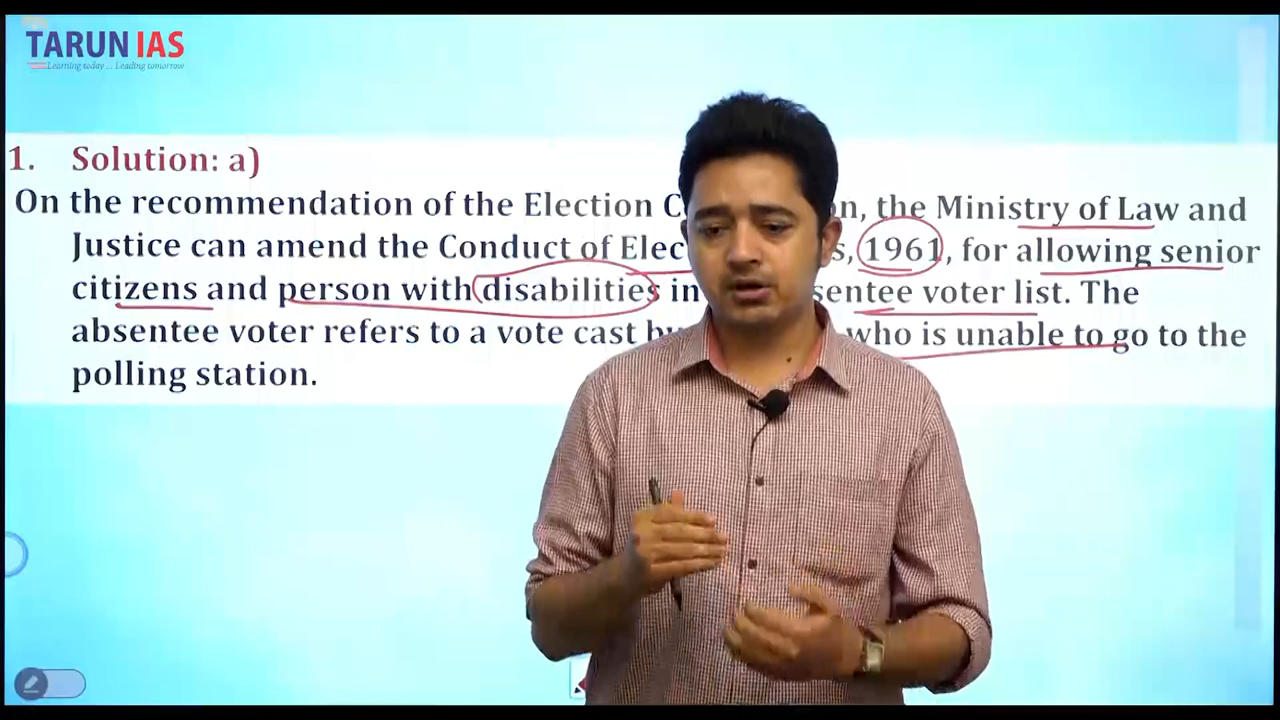 TARUN IAS
Learning today ... Leading tomorrow
1. Solution: a)
On the recommendation of the Election the Ministry of Law and
Justice can amend the Conduct of 1961, for allowing senior
citizens and person with disabilities in voter list. The
absentee voter refers to a vote cast who is unable to go to the
polling station.